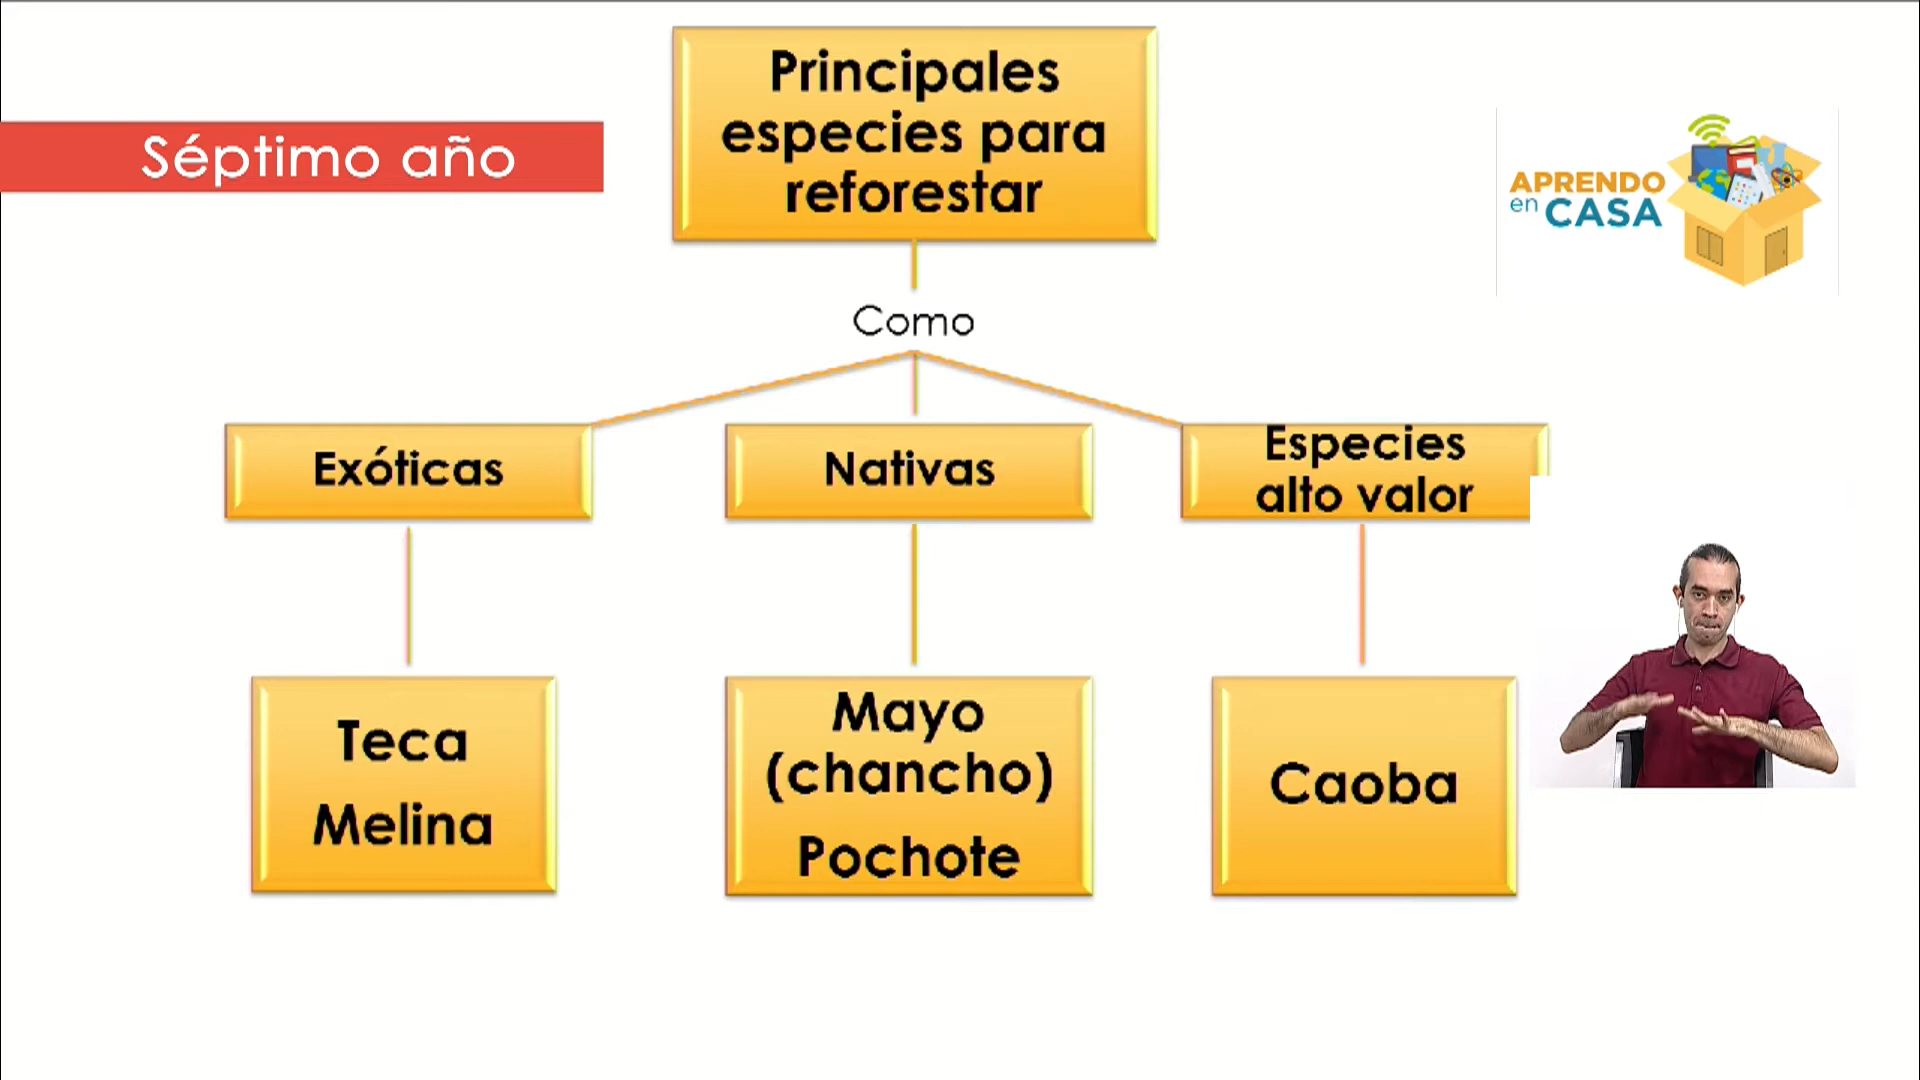 Principales
especies para
reforestar
Séptimo año
APRENDO
en CASA
Como
Exóticas
Nativas
Especies
alto valor
Teca
Melina
Mayo
(chancho)
Pochote
Caoba